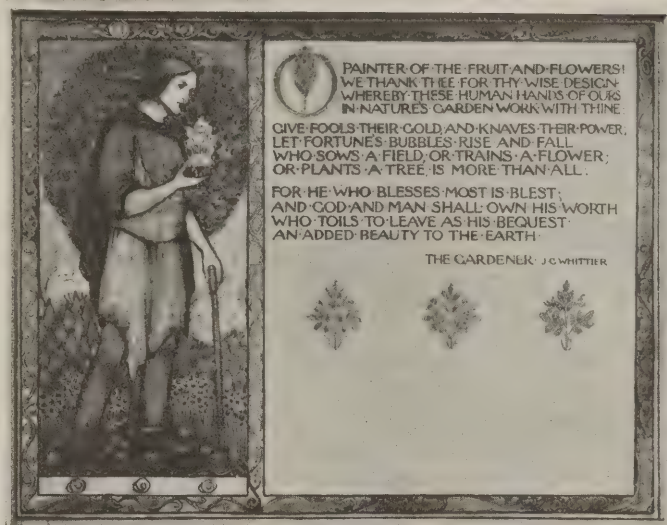 O PAINTER·OF·THE·FRUIT·AND·FLOWERS!
WE THANK THEE·FOR·THY·WISE·DESIGN·
WHEREBY·THESE·HUMAN·HANDS·OF·OURS
IN·NATURE'S·GARDEN·WORK·WITH·THINE
GIVE·FOOLS·THEIR·GOLD, AND·KNAVES·THEIR·POWER,
LET·FORTUNE'S·BUBBLES·RISE·AND·FALL
WHO·SOWS·A·FIELD, OR·TRAINS·A·FLOWER;
OR·PLANTS·A·TREE, IS·MORE·THAN·ALL.
FOR·HE·WHO·BLESSES·MOST·IS·BLEST;
AND·GOD·AND·MAN·SHALL·OWN·HIS·WORTH
WHO·TOILS·TO·LEAVE·AS·HIS·BEQUEST·
AN·ADDED·BEAUTY·TO·THE·EARTH·
THE GARDENER· J G WHITTIER